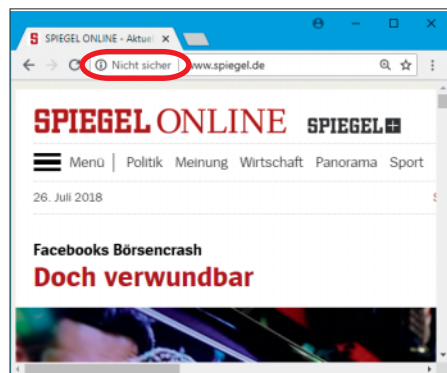 SPIEGEL ONLINE - Aktue
Nicht sicher www.spiegel.de
SPIEGEL ONLINE SPIEGEL+
Menü Politik Meinung Wirtschaft Panorama Sport
26. Juli 2018 S
Facebooks Börsencrash
Doch verwundbar